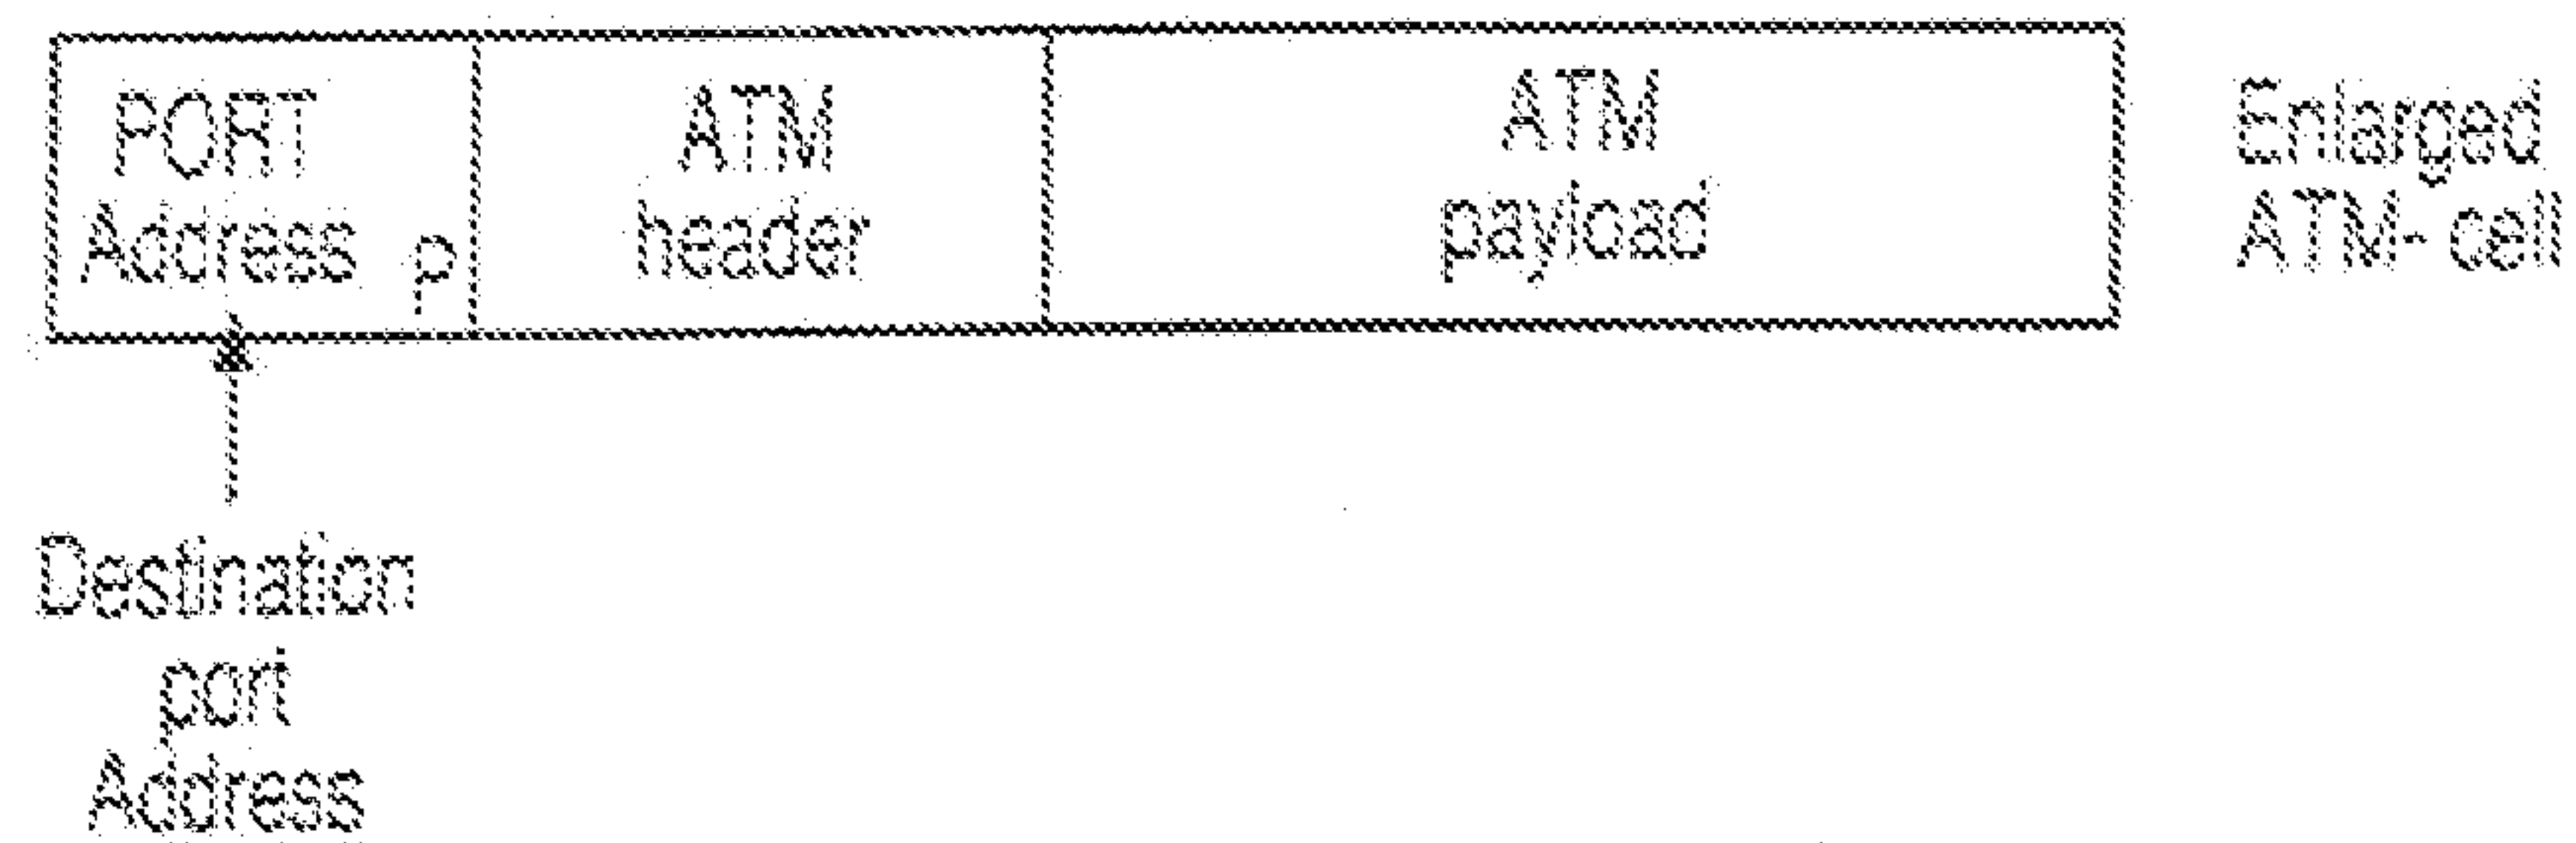 PORT
Address P
ATM
header
ATM
payload
Enlarged
ATM- cell
Destination
port
Address